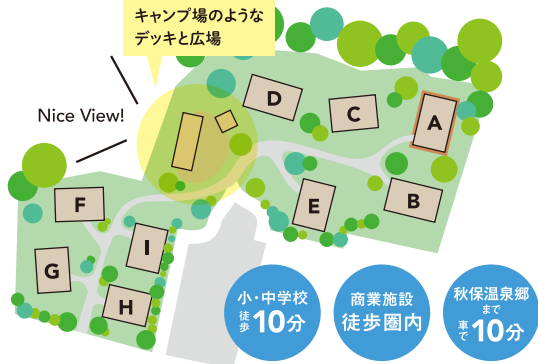 キャンプ場のような
デッキと広場
Nice View!
D
C
A
B
E
F
I
G
H
小・中学校
徒歩10分
商業施設
徒歩圏内
秋保温泉郷
まで
車で10分